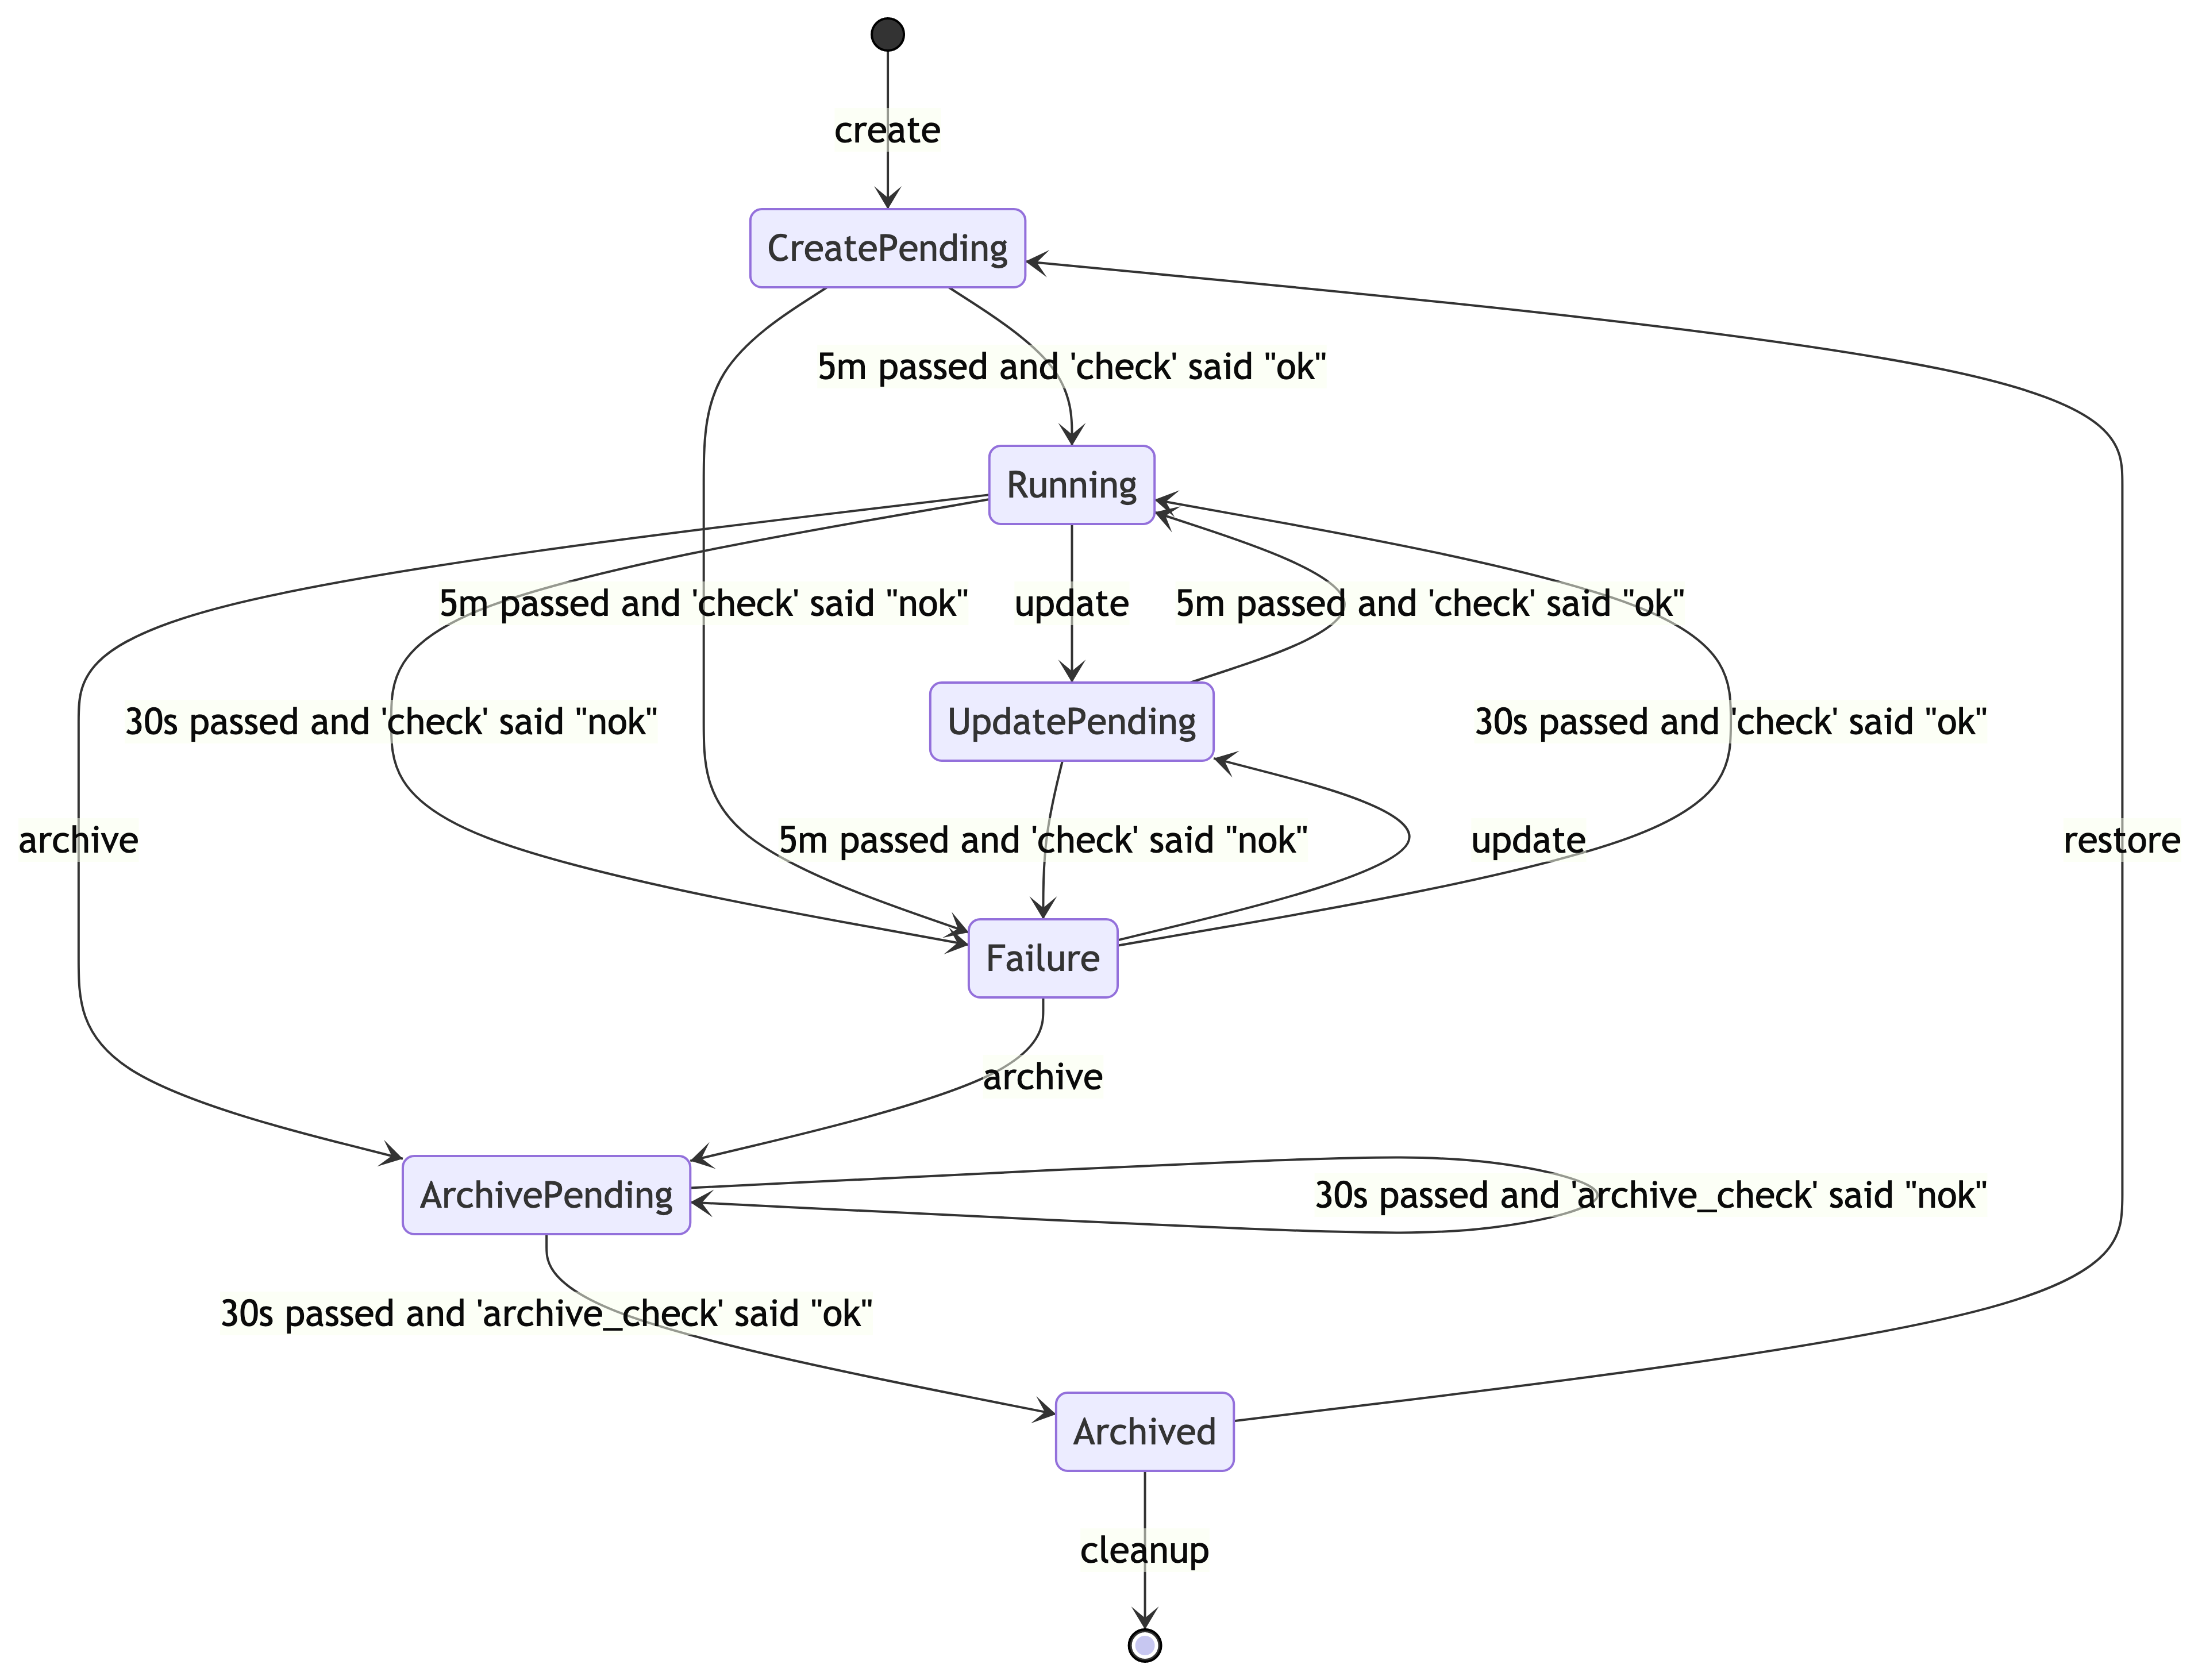 create
CreatePending
5m passed and 'check' said "ok"
Running
5m passed and 'check' said "nok"
update
5m passed and 'check' said "ok"
30s passed and 'check' said "nok"
UpdatePending
30s passed and 'check' said "ok"
archive
5m passed and 'check' said "nok"
update
restore
Failure
archive
ArchivePending
30s passed and 'archive_check' said "nok"
30s passed and 'archive_check' said "ok"
Archived
cleanup